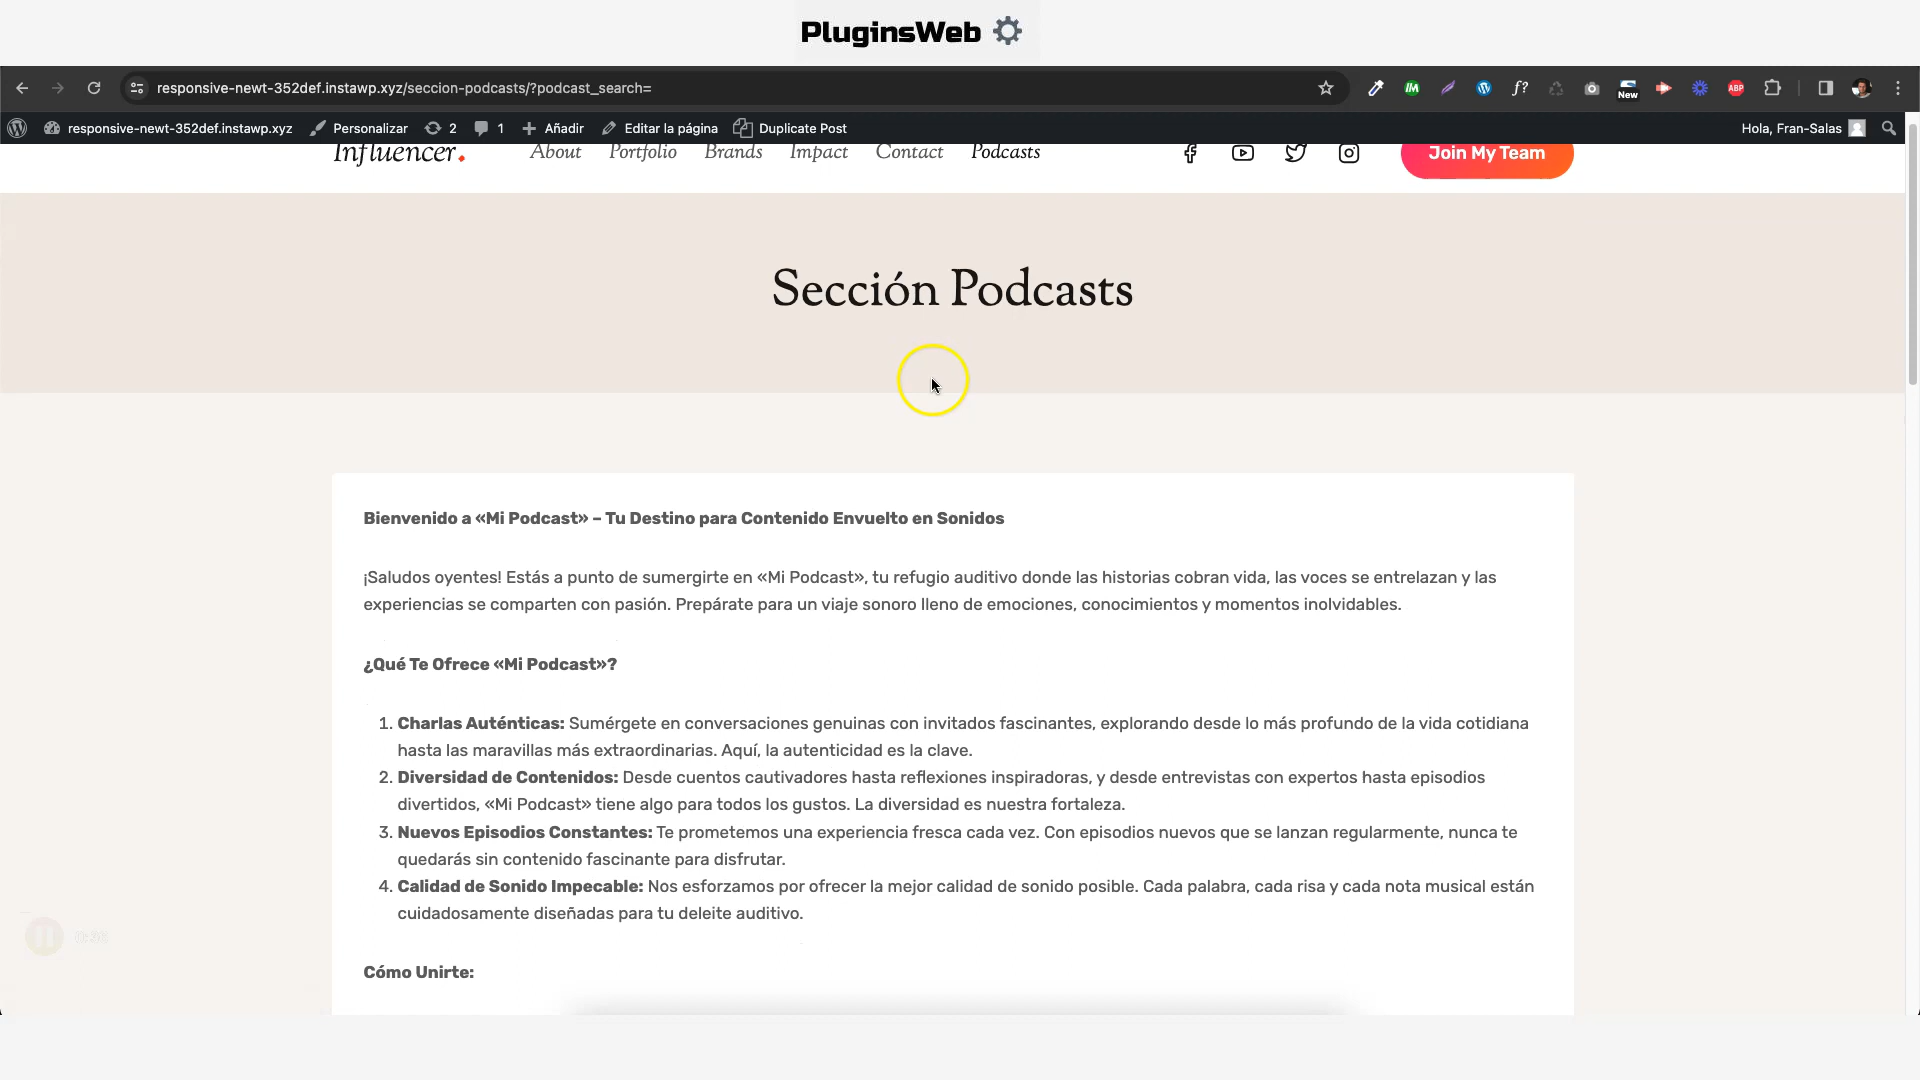 PluginsWeb
responsive-newt-352def.instawp.xyz/seccion-podcasts/?podcast_search=
New
ABP
responsive-newt-352def.instawp.xyz Personalizar 2 1 Añadir Editar la página Duplicate Post Hola, Fran-Salas
Influencer. About Portfolio Brands Impact Contact Podcasts Join My Team
Sección Podcasts
Bienvenido a «Mi Podcast» – Tu Destino para Contenido Envuelto en Sonidos
¡Saludos oyentes! Estás a punto de sumergirte en «Mi Podcast», tu refugio auditivo donde las historias cobran vida, las voces se entrelazan y las
experiencias se comparten con pasión. Prepárate para un viaje sonoro lleno de emociones, conocimientos y momentos inolvidables.
¿Qué Te Ofrece «Mi Podcast»?
1. Charlas Auténticas: Sumérgete en conversaciones genuinas con invitados fascinantes, explorando desde lo más profundo de la vida cotidiana
hasta las maravillas más extraordinarias. Aquí, la autenticidad es la clave.
2. Diversidad de Contenidos: Desde cuentos cautivadores hasta reflexiones inspiradoras, y desde entrevistas con expertos hasta episodios
divertidos, «Mi Podcast» tiene algo para todos los gustos. La diversidad es nuestra fortaleza.
3. Nuevos Episodios Constantes: Te prometemos una experiencia fresca cada vez. Con episodios nuevos que se lanzan regularmente, nunca te
quedarás sin contenido fascinante para disfrutar.
4. Calidad de Sonido Impecable: Nos esforzamos por ofrecer la mejor calidad de sonido posible. Cada palabra, cada risa y cada nota musical están
cuidadosamente diseñadas para tu deleite auditivo.
Cómo Unirte: